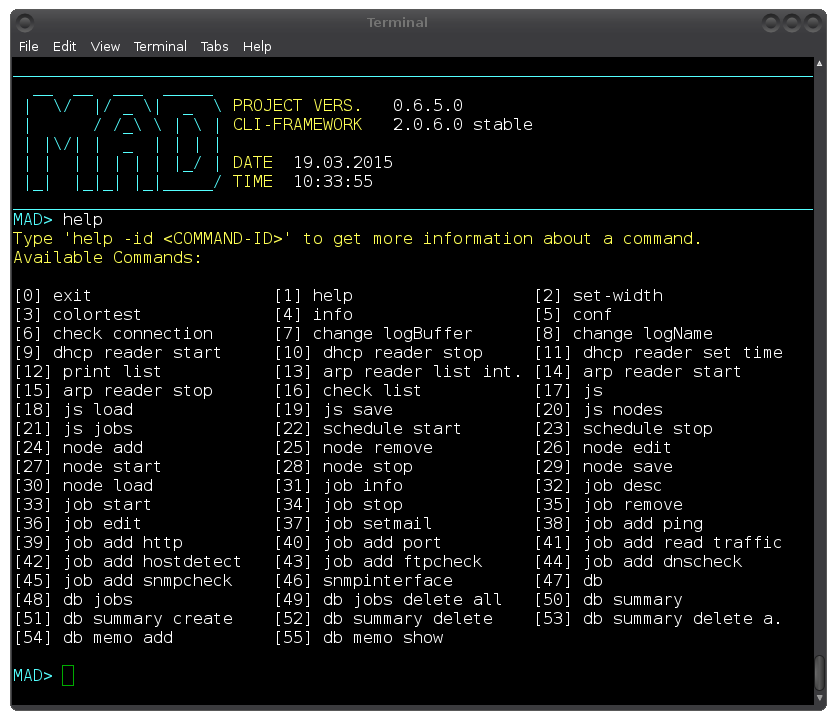 Terminal
File Edit View Terminal Tabs Help
MAD
PROJECT VERS. 0.6.5.0
CLI-FRAMEWORK 2.0.6.0 stable
DATE 19.03.2015
TIME 10:33:55
MAD> help
Type 'help -id <COMMAND-ID>' to get more information about a command.
Available Commands:
[0] exit [1] help [2] set-width
[3] colortest [4] info [5] conf
[6] check connection [7] change logBuffer [8] change logName
[9] dhcp reader start [10] dhcp reader stop [11] dhcp reader set time
[12] print list [13] arp reader list int. [14] arp reader start
[15] arp reader stop [16] check list [17] js
[18] js load [19] js save [20] js nodes
[21] js jobs [22] schedule start [23] schedule stop
[24] node add [25] node remove [26] node edit
[27] node start [28] node stop [29] node save
[30] node load [31] job info [32] job desc
[33] job start [34] job stop [35] job remove
[36] job edit [37] job setmail [38] job add ping
[39] job add http [40] job add port [41] job add read traffic
[42] job add hostdetect [43] job add ftpcheck [44] job add dnscheck
[45] job add snmpcheck [46] snmpinterface [47] db
[48] db jobs [49] db jobs delete all [50] db summary
[51] db summary create [52] db summary delete [53] db summary delete a.
[54] db memo add [55] db memo show
MAD>